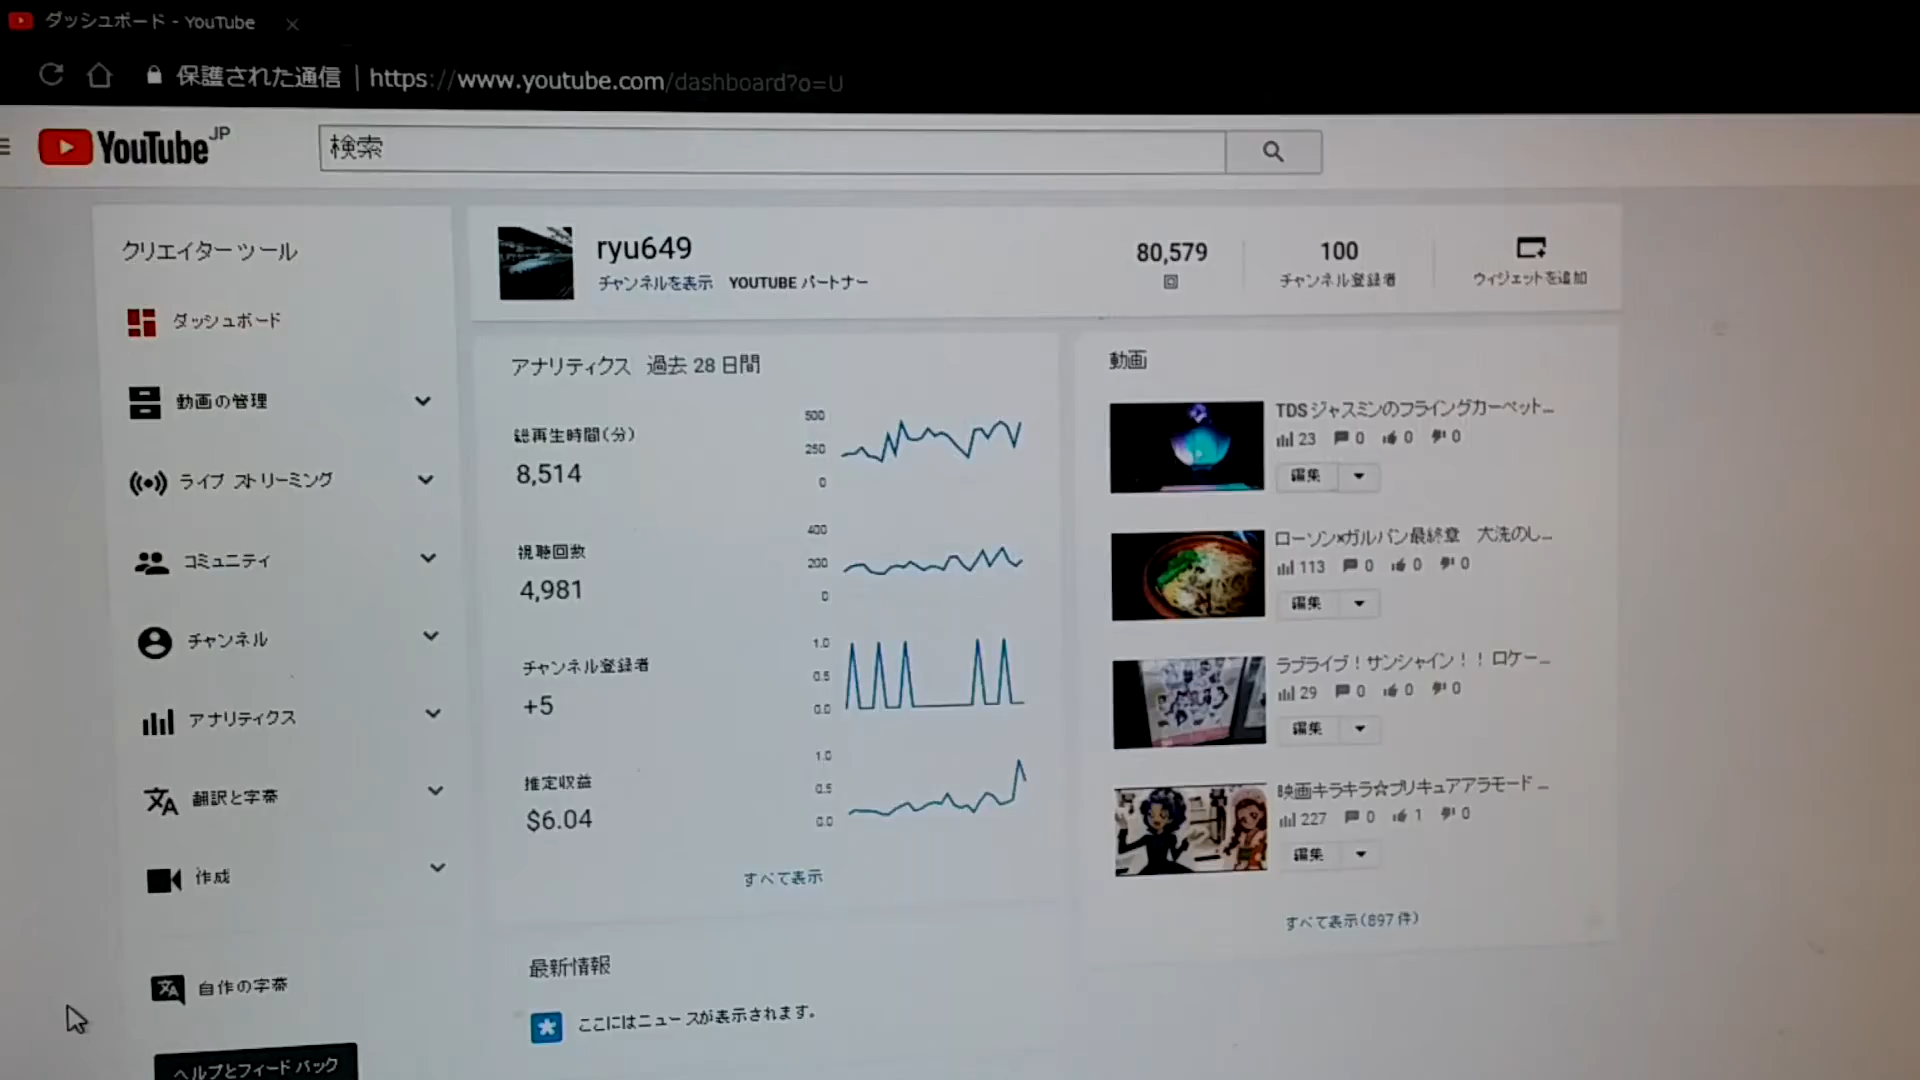 ダッシュボード - YouTube
保護された通信 | https://www.youtube.com/dashboard?o=U
YouTube JP
検索
クリエイター ツール
ダッシュボード
動画の管理
ライブ ストリーミング
コミュニティ
チャンネル
アナリティクス
翻訳と字幕
作成
自作の字幕
ヘルプとフィードバック
ryu649
チャンネルを表示 YOUTUBE パートナー
80,579
回
100
チャンネル登録者
ウィジェットを追加
アナリティクス 過去 28 日間
総再生時間(分)
8,514
500
250
0
視聴回数
4,981
400
200
0
チャンネル登録者
+5
1.0
0.5
0.0
推定収益
$6.04
1.0
0.5
0.0
すべて表示
最新情報
ここにはニュースが表示されます。
動画
TDS ジャスミンのフライングカーペット...
23 0 0 0
編集
ローソン×ガルパン最終章 大洗のし...
113 0 0 0
編集
ラブライブ！サンシャイン！！ロケー...
29 0 0 0
編集
映画キラキラ☆プリキュアアラモード ...
227 0 1 0
編集
すべて表示(897 件)